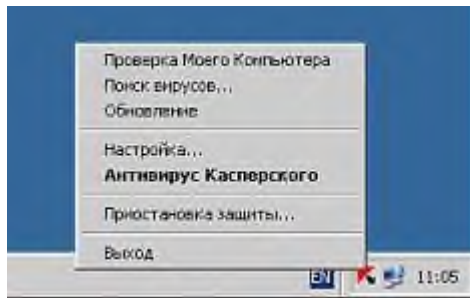 Проверка Моего Компьютера
Поиск вирусов...
Обновление
Настройка...
Антивирус Касперского
Приостановка защиты...
Выход
EN 11:05